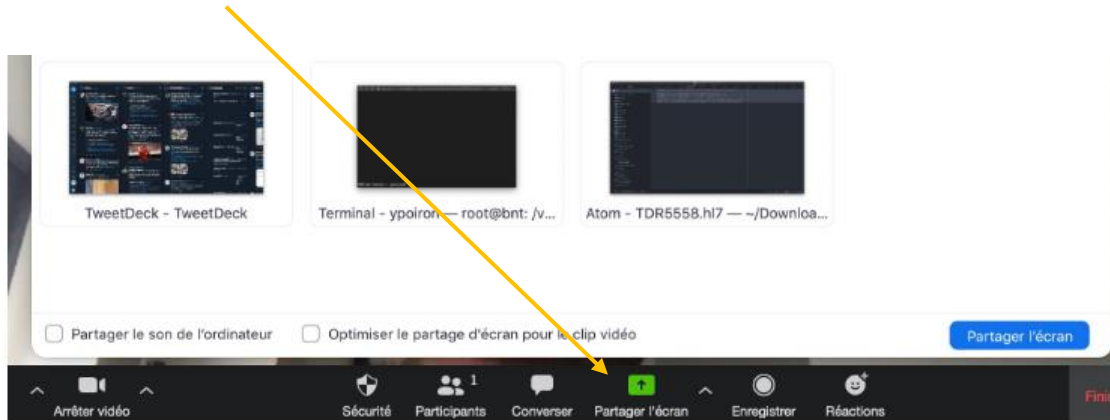 TweetDeck - TweetDeck
Terminal - ypoiron — root@bnt: /v...
Atom - TDR5558.hl7 — ~/Downloa...
Partager le son de l'ordinateur
Optimiser le partage d'écran pour le clip vidéo
Partager l'écran
1
Arrêter vidéo
Sécurité
Participants
Converser
Partager l'écran
Enregistrer
Réactions